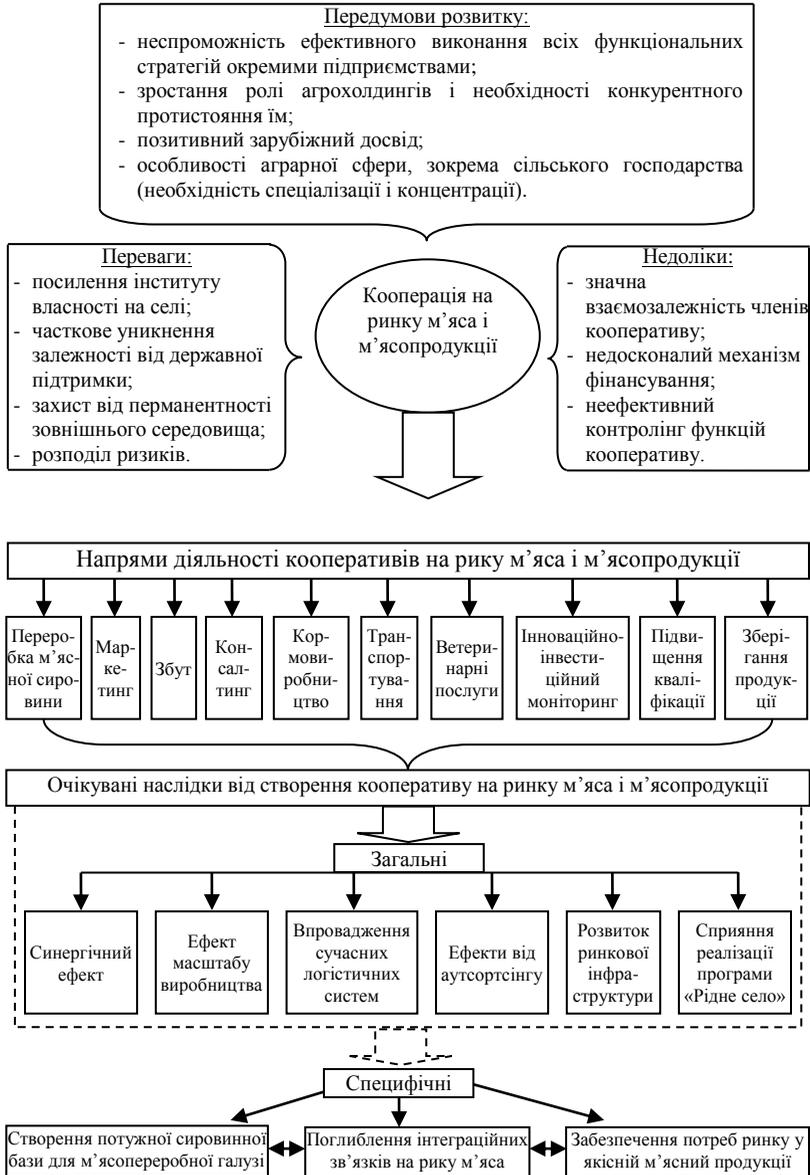 Передумови розвитку:
- неспроможність ефективного виконання всіх функціональних
стратегій окремими підприємствами;
- зростання ролі агрохолдингів і необхідності конкурентного
протистояння їм;
- позитивний зарубіжний досвід;
- особливості аграрної сфери, зокрема сільського господарства
(необхідність спеціалізації і концентрації).
Переваги:
- посилення інституту
власності на селі;
- часткове уникнення
залежності від державної
підтримки;
- захист від перманентності
зовнішнього середовища;
- розподіл ризиків.
Кооперація на
ринку м’яса і
м’ясопродукції
Недоліки:
- значна
взаємозалежність членів
кооперативу;
- недосконалий механізм
фінансування;
- неефективний
контролінг функцій
кооперативу.
Напрями діяльності кооперативів на рику м’яса і м’ясопродукції
Переро-
бка м’яс-
ної сиро-
вини
Мар-
ке-
тинг
Збут
Кон-
сал-
тинг
Кор-
мови-
робни-
цтво
Тран-
спор-
тува-
ння
Ветери-
нарні
послуги
Інноваційно-
інвести-
ційний
моніторинг
Підви-
щення
квалі-
фікації
Збері-
гання
продук-
ції
Очікувані наслідки від створення кооперативу на ринку м’яса і м’ясопродукції
Загальні
Синергічний
ефект
Ефект
масштабу
виробництва
Впровадження
сучасних
логістичних
систем
Ефекти від
аутсортсінгу
Розвиток
ринкової
інфра-
структури
Сприяння
реалізації
програми
«Рідне село»
Специфічні
Створення потужної сировинної
бази для м’ясопереробної галузі
Поглиблення інтеграційних
зв’язків на рику м’яса
Забезпечення потреб ринку у
якісній м’ясний продукції